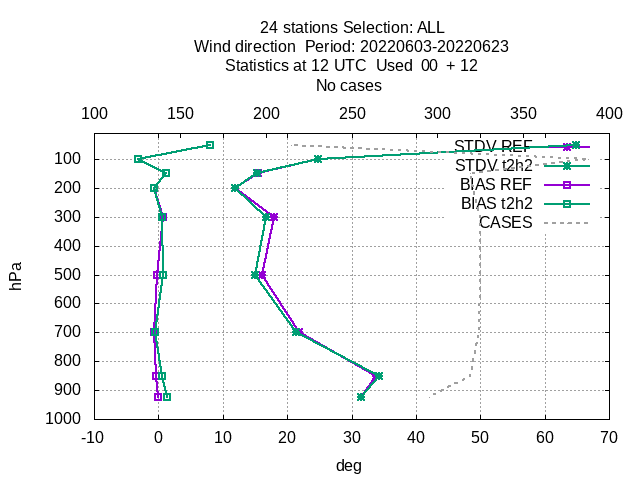 24 stations Selection: ALL
Wind direction  Period: 20220603-20220623
Statistics at 12 UTC  Used  00  + 12
No cases
100 150 200 250 300 350 400
STDV REF
STDV t2h2
BIAS REF
BIAS t2h2
CASES
hPa
100
200
300
400
500
600
700
800
900
1000
-10 0 10 20 30 40 50 60 70
deg